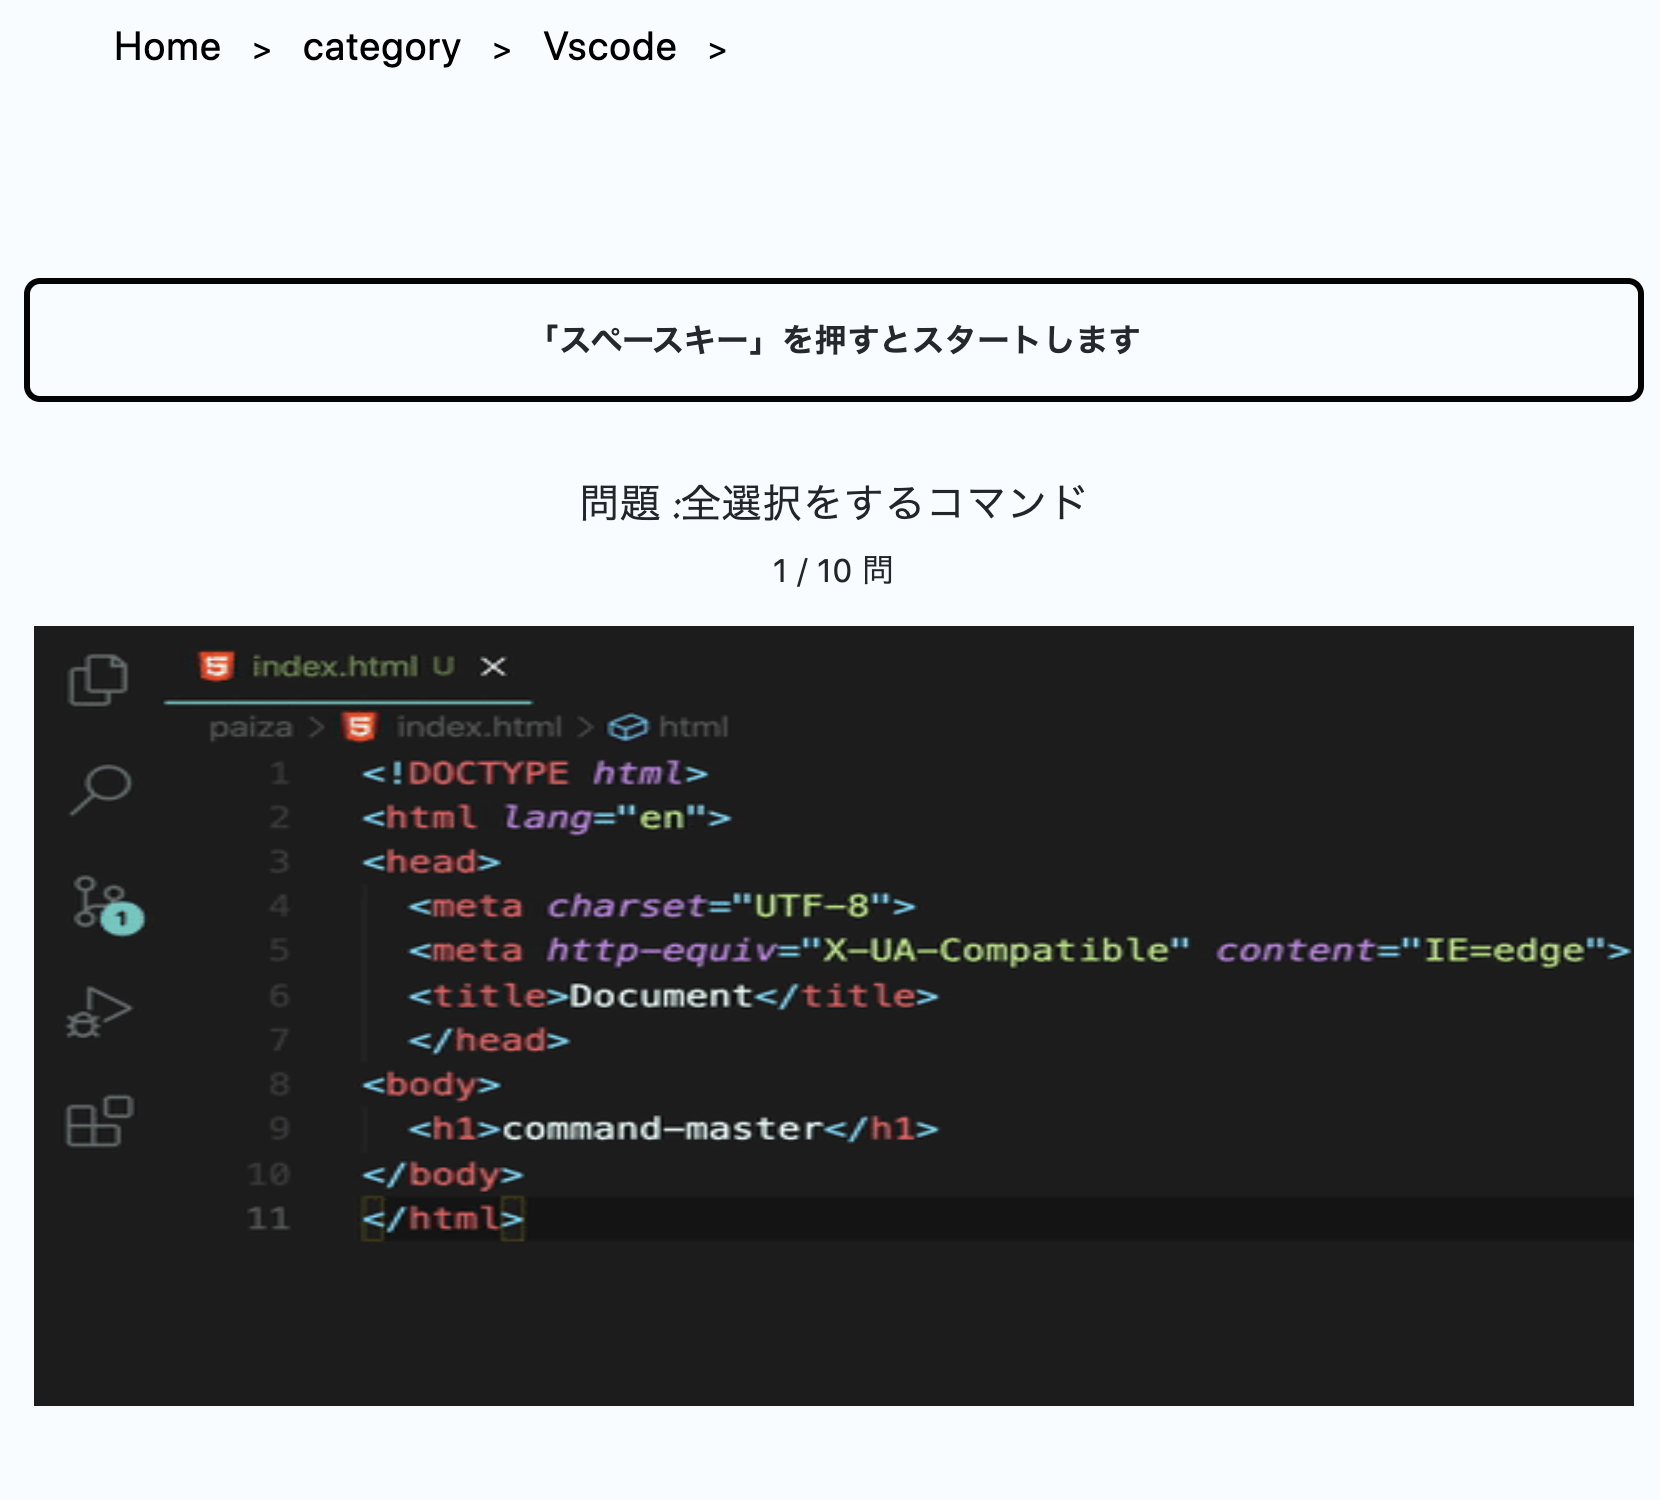 Home > category > Vscode >
「スペースキー」を押すとスタートします
問題 :全選択をするコマンド
1 / 10 問
index.html U ×
paiza > index.html > html
1 <!DOCTYPE html>
2 <html lang="en">
3 <head>
4 <meta charset="UTF-8">
1
5 <meta http-equiv="X-UA-Compatible" content="IE=edge">
6 <title>Document</title>
7 </head>
8 <body>
9 <h1>command-master</h1>
10 </body>
11 </html>